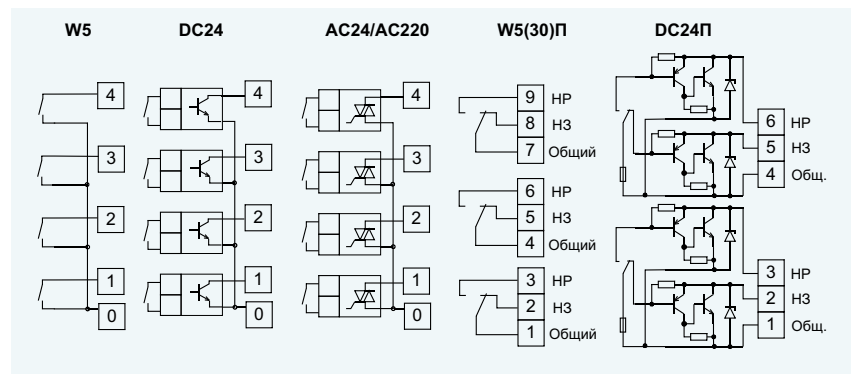 W5
DC24
AC24/AC220
W5(30)П
DC24П
4
3
2
1
0
4
3
2
1
0
4
3
2
1
0
9 НР
8 НЗ
7 Общий
6 НР
5 НЗ
4 Общий
3 НР
2 НЗ
1 Общий
6 НР
5 НЗ
4 Общ.
3 НР
2 НЗ
1 Общ.